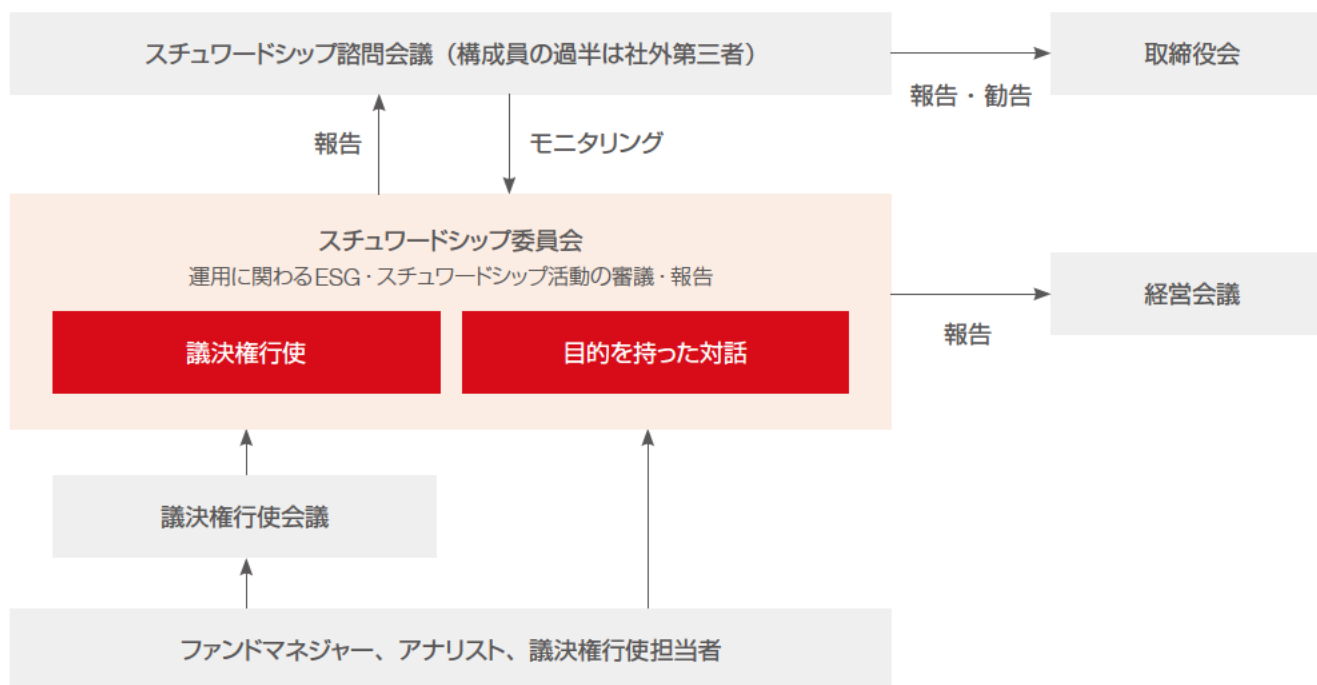 スチュワードシップ諮問会議（構成員の過半は社外第三者）
取締役会
報告・勧告
報告
モニタリング
スチュワードシップ委員会
運用に関わるESG・スチュワードシップ活動の審議・報告
議決権行使
目的を持った対話
経営会議
報告
議決権行使会議
ファンドマネジャー、アナリスト、議決権行使担当者